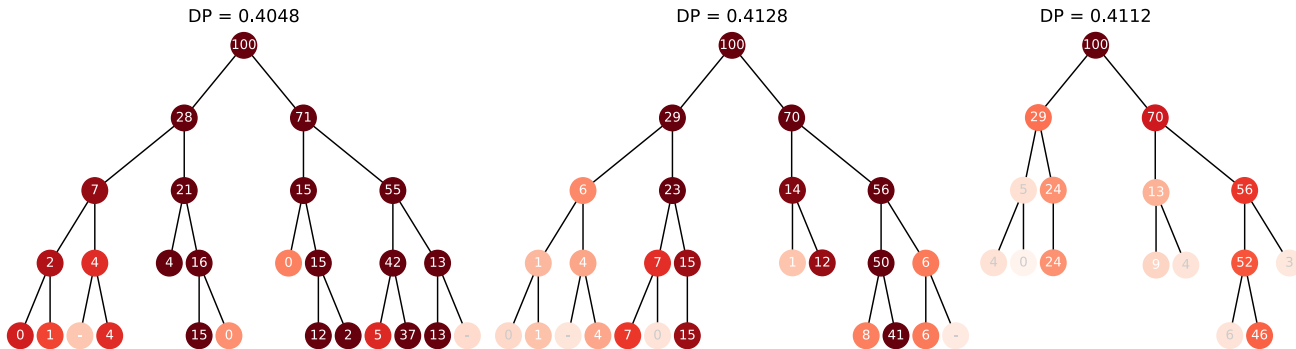 DP = 0.4048 DP = 0.4128 DP = 0.4112
100 100 100
28 71 29 70 29 70
7 21 15 55 6 23 14 56 5 24 13 56
2 4 4 16 0 15 42 13 1 4 7 15 1 12 50 6 4 0 24 9 4 52 3
0 1 - 4 15 0 12 2 5 37 13 - 0 1 - 4 7 0 15 8 41 6 - 6 46